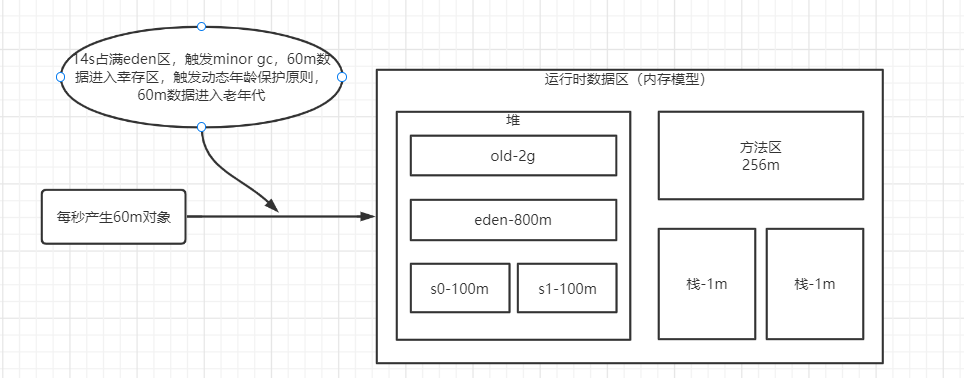 14s占满eden区，触发minor gc，60m数
据进入幸存区，触发动态年龄保护原则，
60m数据进入老年代
每秒产生60m对象
运行时数据区（内存模型）
堆
old-2g
eden-800m
s0-100m
s1-100m
方法区
256m
栈-1m
栈-1m